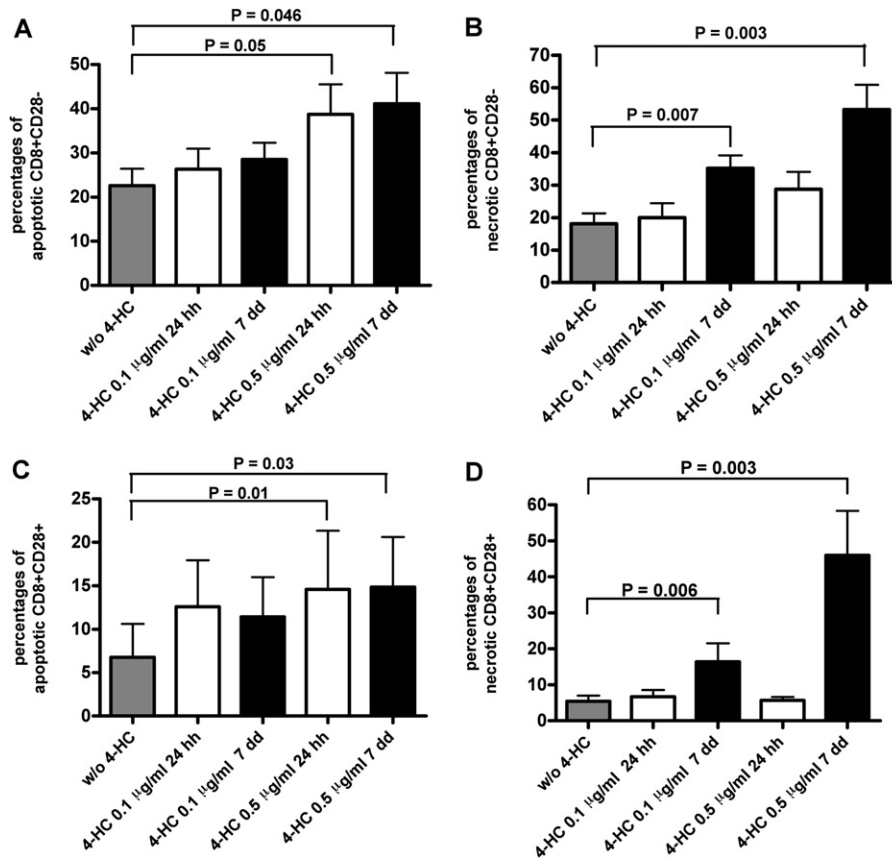 A
P = 0.046
P = 0.05
percentages of
apoptotic CD8+CD28-
50
40
30
20
10
0
w/o 4-HC
4-HC 0.1 μg/ml 24 hh
4-HC 0.1 μg/ml 7 dd
4-HC 0.5 μg/ml 24 hh
4-HC 0.5 μg/ml 7 dd
B
P = 0.003
P = 0.007
percentages of
necrotic CD8+CD28-
70
60
50
40
30
20
10
0
w/o 4-HC
4-HC 0.1 μg/ml 24 hh
4-HC 0.1 μg/ml 7 dd
4-HC 0.5 μg/ml 24 hh
4-HC 0.5 μg/ml 7 dd
C
P = 0.03
P = 0.01
percentages of
apoptotic CD8+CD28+
25
20
15
10
5
0
w/o 4-HC
4-HC 0.1 μg/ml 24 hh
4-HC 0.1 μg/ml 7 dd
4-HC 0.5 μg/ml 24 hh
4-HC 0.5 μg/ml 7 dd
D
P = 0.003
P = 0.006
percentages of
necrotic CD8+CD28+
60
50
40
30
20
10
0
w/o 4-HC
4-HC 0.1 μg/ml 24 hh
4-HC 0.1 μg/ml 7 dd
4-HC 0.5 μg/ml 24 hh
4-HC 0.5 μg/ml 7 dd